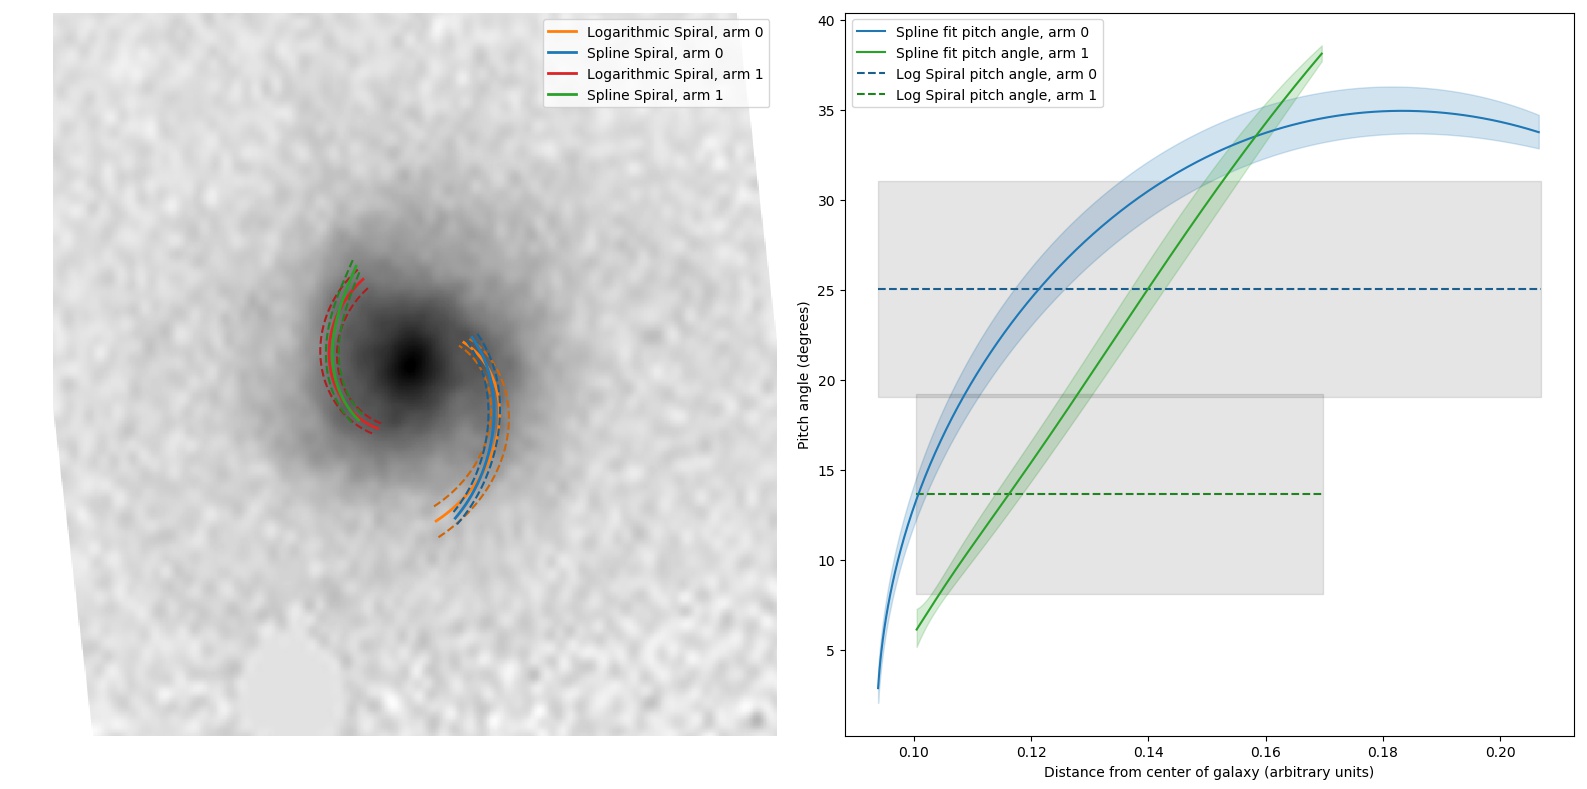 Logarithmic Spiral, arm 0
Spline Spiral, arm 0
Logarithmic Spiral, arm 1
Spline Spiral, arm 1
Spline fit pitch angle, arm 0
Spline fit pitch angle, arm 1
Log Spiral pitch angle, arm 0
Log Spiral pitch angle, arm 1
40
35
30
25
20
15
10
5
Pitch angle (degrees)
0.10 0.12 0.14 0.16 0.18 0.20
Distance from center of galaxy (arbitrary units)